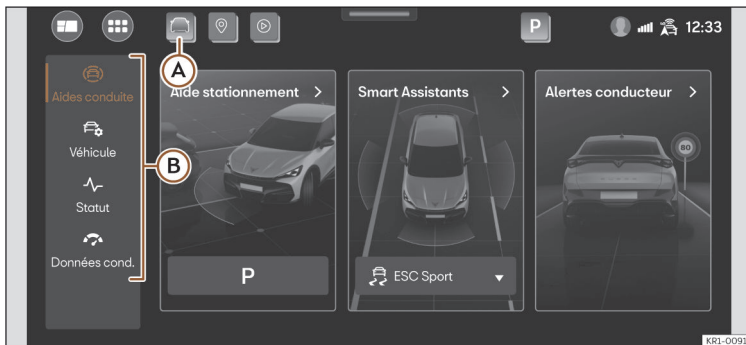 P
12:33
A
Aides conduite
Véhicule
Statut
Données cond.
B
Aide stationnement >
P
Smart Assistants >
ESC Sport
Alertes conducteur >
80
CUPRA
KR1-0091